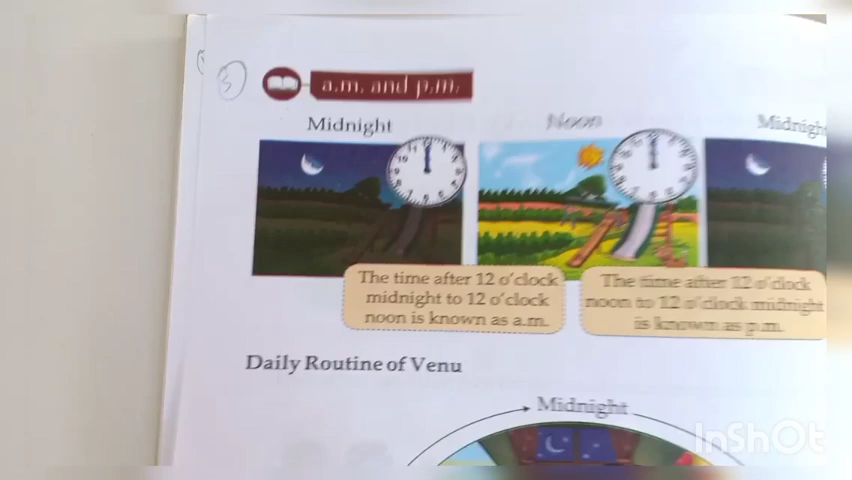 3
a.m. and p.m.
Midnight
Noon
Midnigh
The time after 12 o'clock
midnight to 12 o'clock
noon is known as a.m.
The time after 12 o'clock
noon to 12 o'clock midnight
is known as p.m.
Daily Routine of Venu
Midnight
InShOt